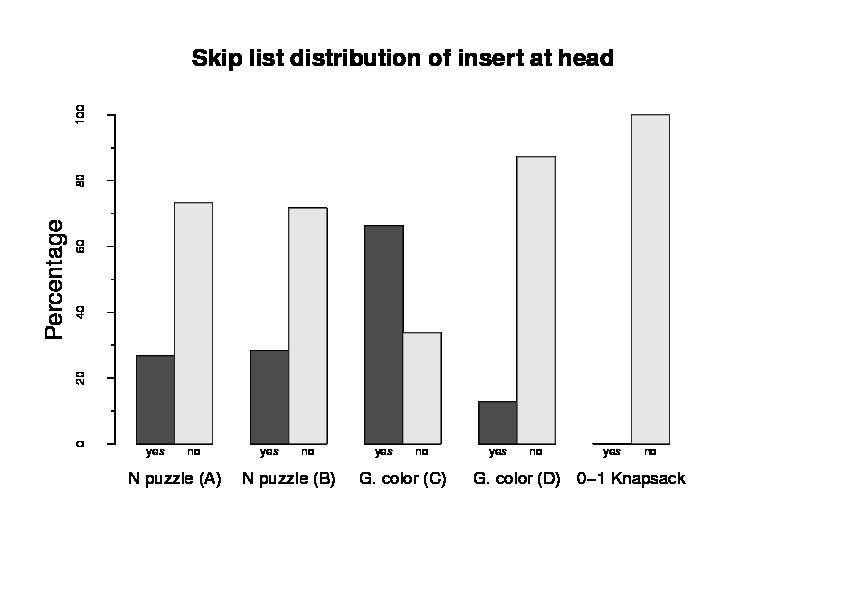 Skip list distribution of insert at head
Percentage
100
80
60
40
20
0
yes no yes no yes no yes no yes no
N puzzle (A) N puzzle (B) G. color (C) G. color (D) 0−1 Knapsack